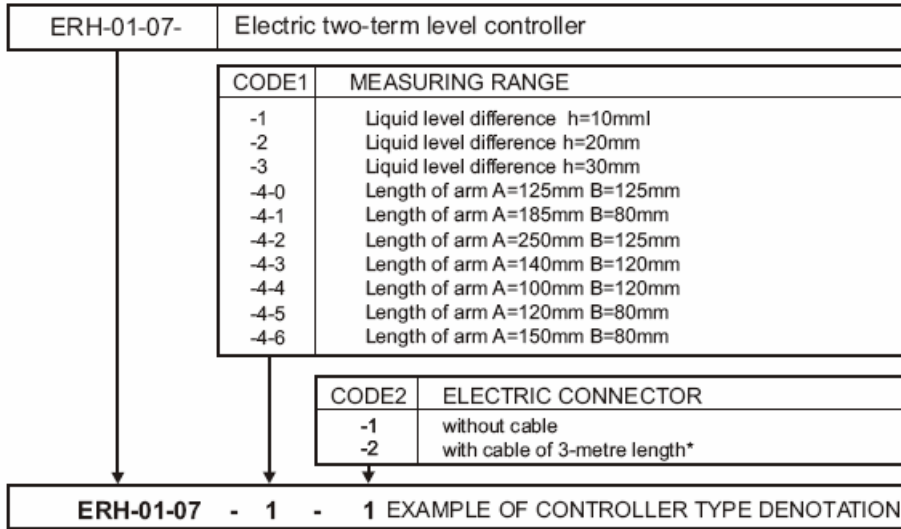 ERH-01-07- Electric two-term level controller
CODE1 MEASURING RANGE
-1 Liquid level difference h=10mml
-2 Liquid level difference h=20mm
-3 Liquid level difference h=30mm
-4-0 Length of arm A=125mm B=125mm
-4-1 Length of arm A=185mm B=80mm
-4-2 Length of arm A=250mm B=125mm
-4-3 Length of arm A=140mm B=120mm
-4-4 Length of arm A=100mm B=120mm
-4-5 Length of arm A=120mm B=80mm
-4-6 Length of arm A=150mm B=80mm
CODE2 ELECTRIC CONNECTOR
-1 without cable
-2 with cable of 3-metre length*
ERH-01-07 - 1 - 1 EXAMPLE OF CONTROLLER TYPE DENOTATION